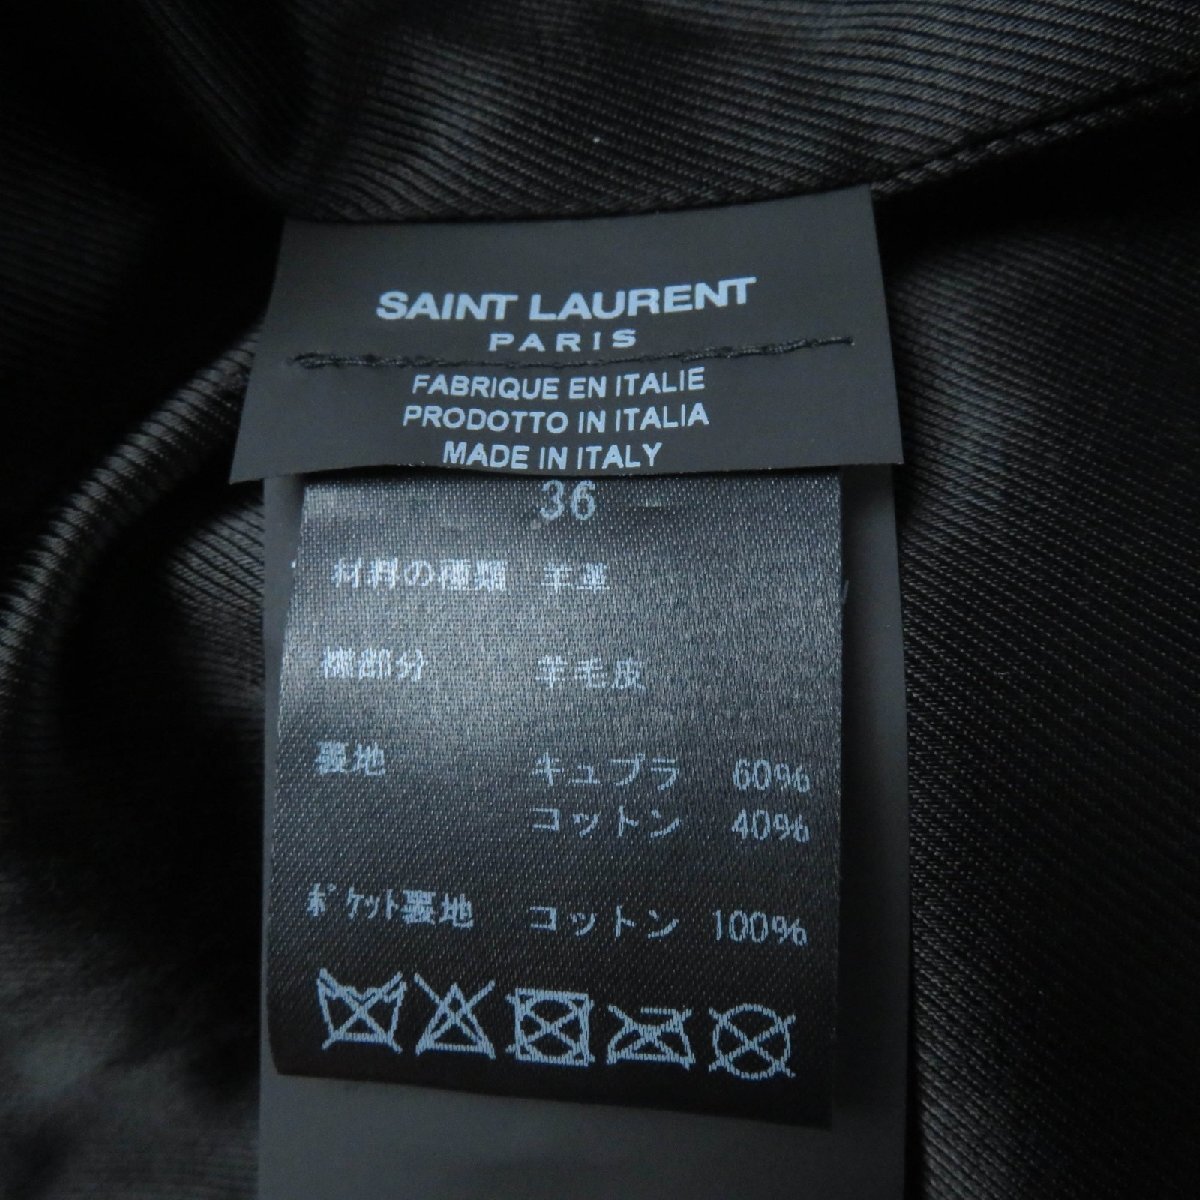 SAINT LAURENT
PARIS
FABRIQUE EN ITALIE
PRODOTTO IN ITALIA
MADE IN ITALY
36
材料の種類 羊革
襟部分 羊毛皮
裏地 キュプラ 60%
コットン 40%
ポケット裏地 コットン 100%